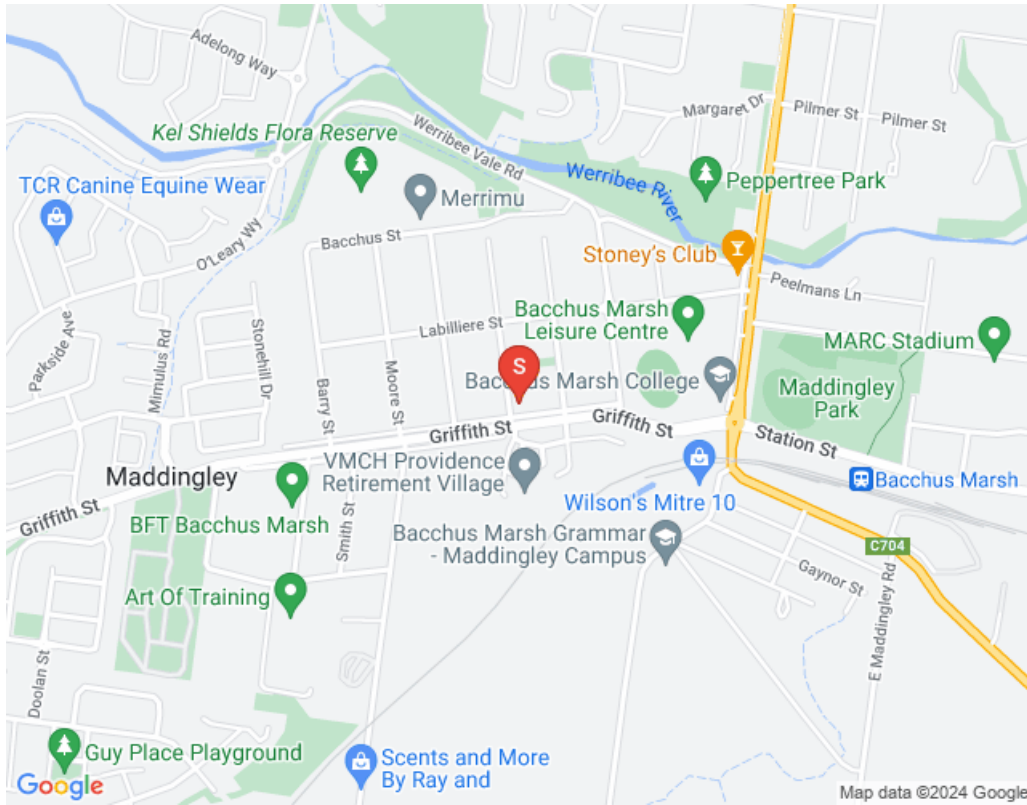 Adelong Way
Kel Shields Flora Reserve
Werribee Vale Rd
Margaret Dr
Pilmer St
Pilmer St
TCR Canine Equine Wear
Merrimu
Werribee River
Peppertree Park
O'Leary Wy
Bacchus St
Stoney's Club
Peelmans Ln
Parkside Ave
Mimulus Rd
Stonehill Dr
Labilliere St
Bacchus Marsh
Leisure Centre
MARC Stadium
Barry St
Moore St
S
Bacchus Marsh College
Maddingley
Park
Griffith St
Griffith St
Station St
Maddingley
VMCH Providence
Retirement Village
Wilson's Mitre 10
Bacchus Marsh
Griffith St
BFT Bacchus Marsh
Smith St
Bacchus Marsh Grammar
- Maddingley Campus
C704
Gaynor St
E Maddingley Rd
Art Of Training
Doolan St
Guy Place Playground
Scents and More
By Ray and
Google
Map data ©2024 Google